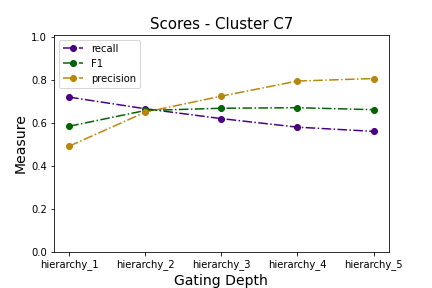 Scores - Cluster C7
recall
F1
precision
1.0
0.8
0.6
0.4
0.2
0.0
Measure
hierarchy_1 hierarchy_2 hierarchy_3 hierarchy_4 hierarchy_5
Gating Depth